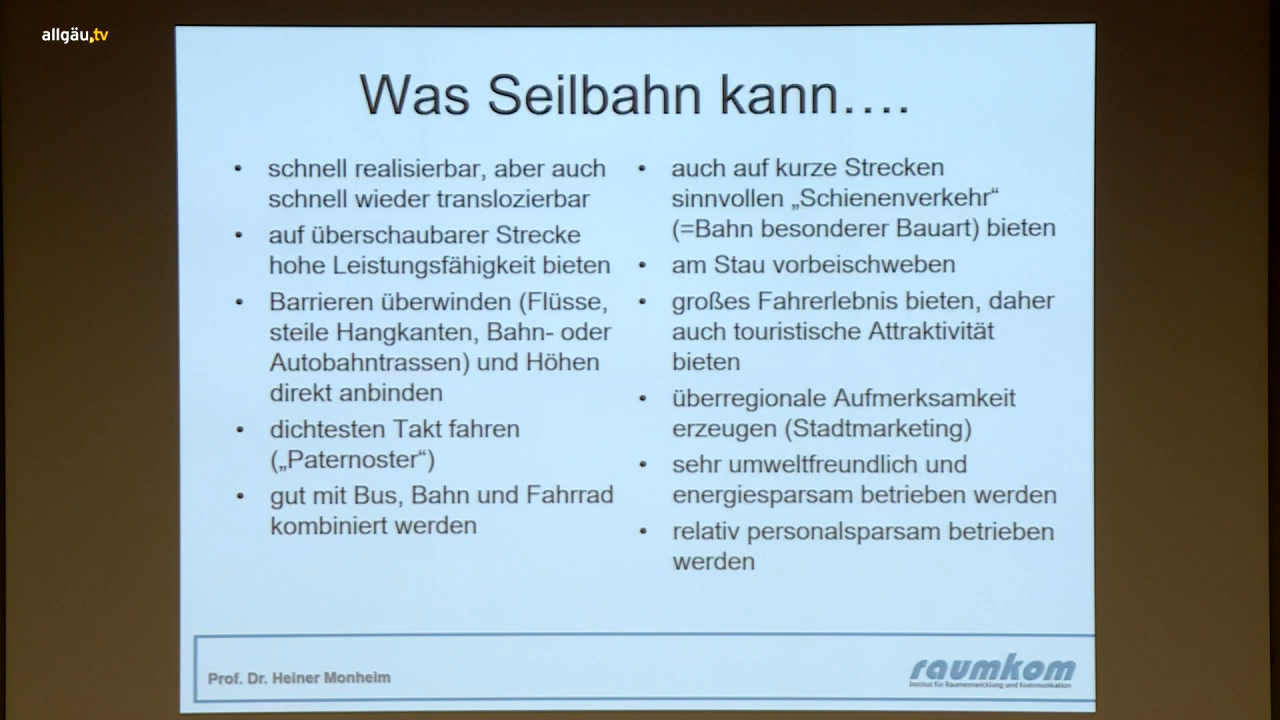 allgäu.tv
Was Seilbahn kann….
• schnell realisierbar, aber auch
schnell wieder translozierbar
• auf überschaubarer Strecke
hohe Leistungsfähigkeit bieten
• Barrieren überwinden (Flüsse,
steile Hangkanten, Bahn- oder
Autobahntrassen) und Höhen
direkt anbinden
• dichtesten Takt fahren
(„Paternoster“)
• gut mit Bus, Bahn und Fahrrad
kombiniert werden
• auch auf kurze Strecken
sinnvollen „Schienenverkehr“
(=Bahn besonderer Bauart) bieten
• am Stau vorbeischweben
• großes Fahrerlebnis bieten, daher
auch touristische Attraktivität
bieten
• überregionale Aufmerksamkeit
erzeugen (Stadtmarketing)
• sehr umweltfreundlich und
energiesparsam betrieben werden
• relativ personalsparsam betrieben
werden
Prof. Dr. Heiner Monheim
raumkom
Institut für Raumentwicklung und Kommunikation